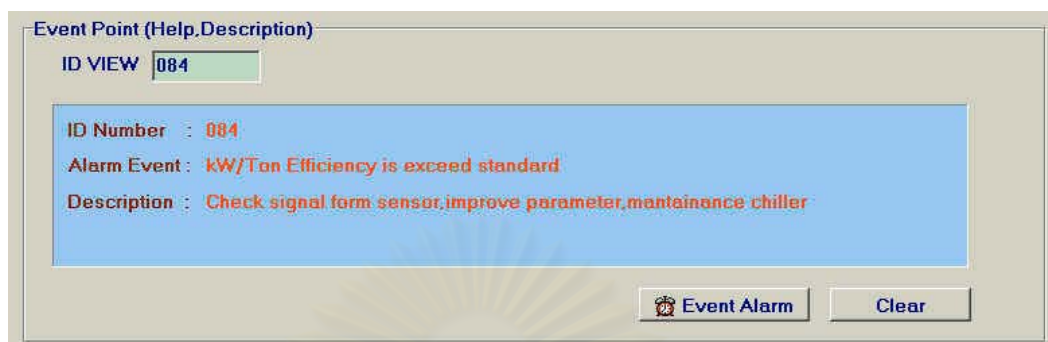 Event Point (Help,Description)
ID VIEW 084
ID Number : 084
Alarm Event : kW/Ton Efficiency is exceed standard
Description : Check signal form sensor,improve parameter,mantainance chiller
Event Alarm Clear